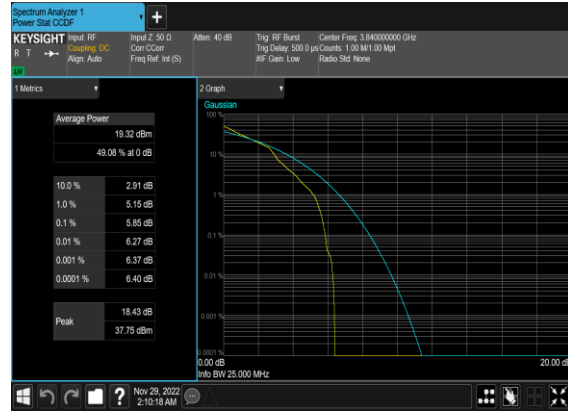 Spectrum Analyzer 1
Power Stat CCDF
KEYSIGHT
R T
LXI
Input: RF
Coupling: DC
Align: Auto
Input Z: 50 Ω
Corr CCorr
Freq Ref: Int (S)
Atten: 40 dB
Trig: RF Burst
Trig Delay: 500.0 µs
#IF Gain: Low
Center Freq: 3.840000000 GHz
Counts: 1.00 M/1.00 Mpt
Radio Std: None
1 Metrics
Average Power
19.32 dBm
49.08 % at 0 dB
10.0 % 2.91 dB
1.0 % 5.15 dB
0.1 % 5.85 dB
0.01 % 6.27 dB
0.001 % 6.37 dB
0.0001 % 6.40 dB
Peak
18.43 dB
37.75 dBm
2 Graph
Gaussian
100 %
10 %
1 %
0.1 %
0.01 %
0.001 %
0.0001 %
0.00 dB
20.00 dB
Info BW 25.000 MHz
Nov 29, 2022
2:10:18 AM